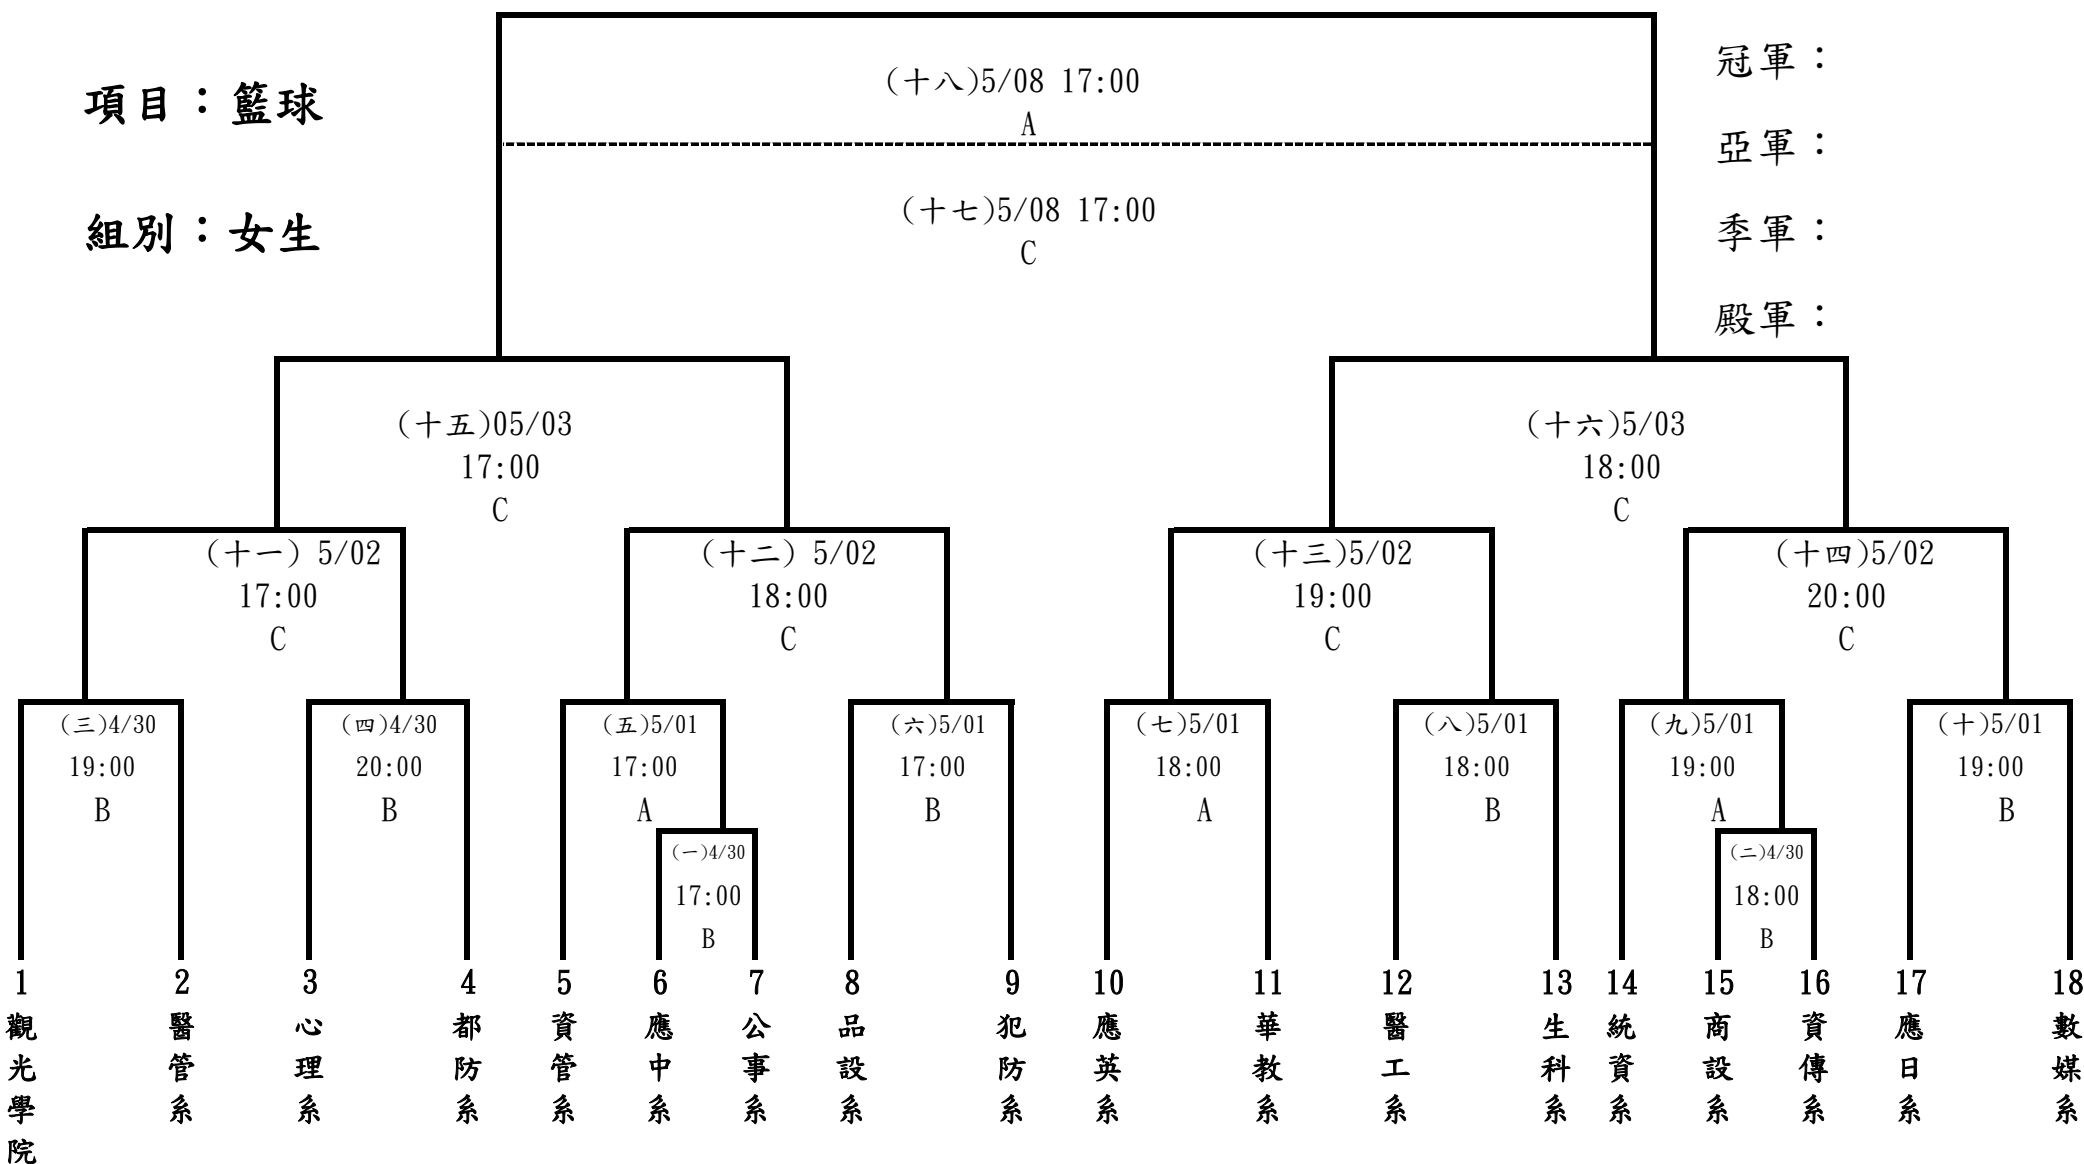 項目：籃球
組別：女生
(十八)5/08 17:00
A
(十七)5/08 17:00
C
冠軍：
亞軍：
季軍：
殿軍：
(十五)05/03
17:00
C
(十六)5/03
18:00
C
(十一) 5/02
17:00
C
(十二) 5/02
18:00
C
(十三)5/02
19:00
C
(十四)5/02
20:00
C
(三)4/30
19:00
B
(四)4/30
20:00
B
(五)5/01
17:00
A
(六)5/01
17:00
B
(七)5/01
18:00
A
(八)5/01
18:00
B
(九)5/01
19:00
A
(十)5/01
19:00
B
(一)4/30
17:00
B
(二)4/30
18:00
B
1
觀光學院
2
醫管系
3
心理系
4
都防系
5
資管系
6
應中系
7
公事系
8
品設系
9
犯防系
10
應英系
11
華教系
12
醫工系
13
生科系
14
統資系
15
商設系
16
資傳系
17
應日系
18
數媒系